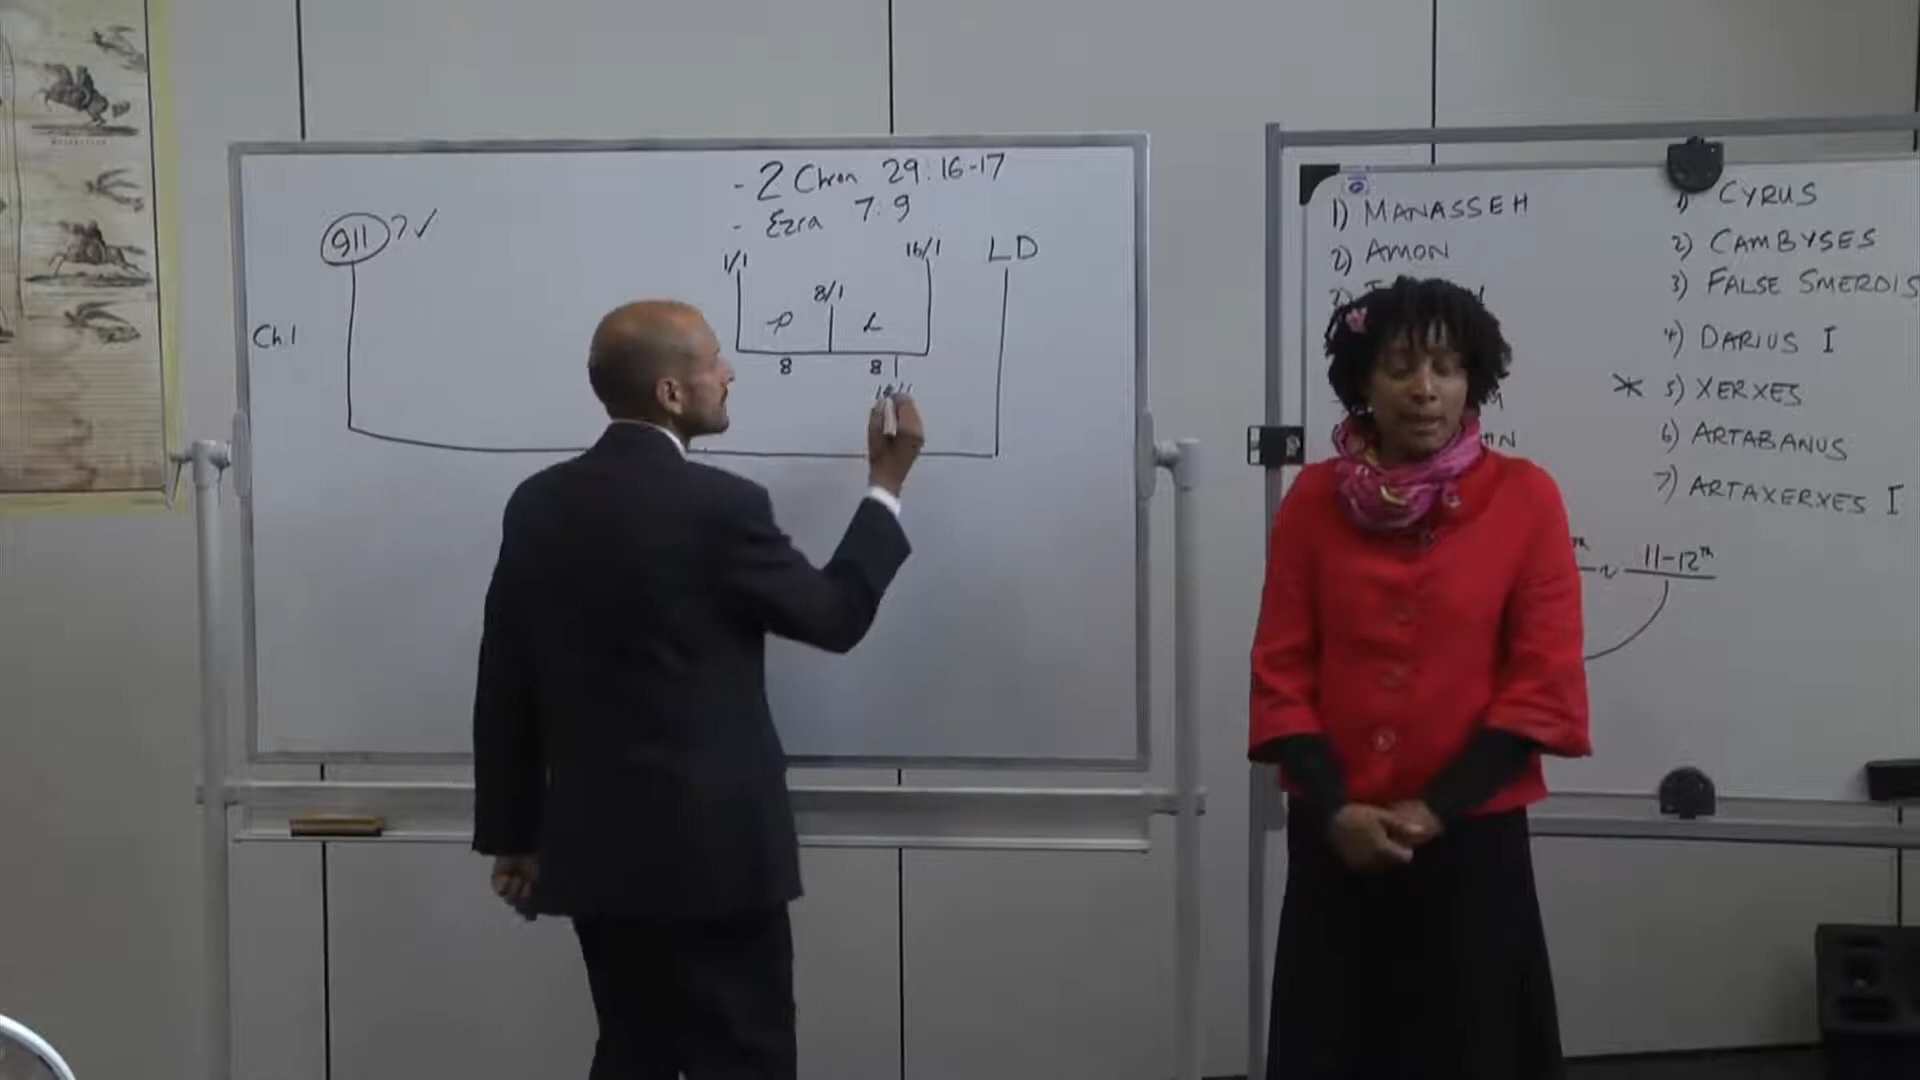 - 2 Chron 29:16-17
- Ezra 7:9
911 ? ✓
1/1
16/1
LD
8/1
Ch.1
P
L
8
8
1) MANASSEH
2) AMON
1) CYRUS
2) CAMBYSES
3) FALSE SMERDIS
4) DARIUS I
* 5) XERXES
6) ARTABANUS
7) ARTAXERXES I
~ 11-12TH